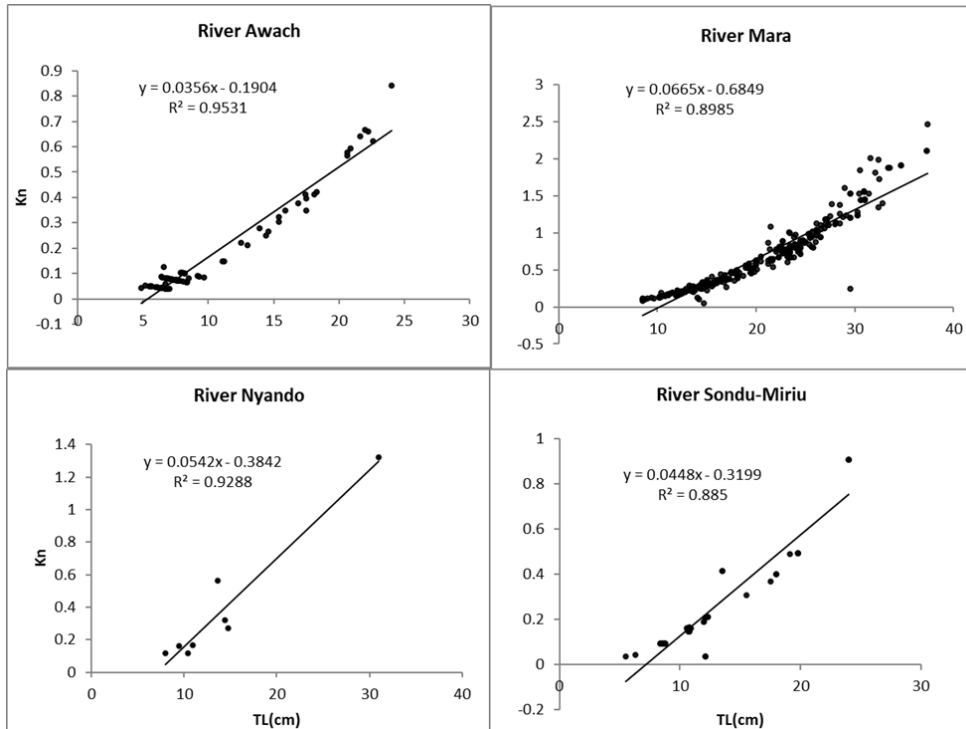 River Awach
y = 0.0356x - 0.1904
R² = 0.9531
0.9
0.8
0.7
0.6
0.5
0.4
0.3
0.2
0.1
0
-0.1
5 10 15 20 25
Kn
River Mara
y = 0.0665x - 0.6849
R² = 0.8985
3
2.5
2
1.5
1
0.5
0
-0.5
0 10 20 30 40
River Nyando
y = 0.0542x - 0.3842
R² = 0.9288
1.4
1.2
1
0.8
0.6
0.4
0.2
0
0 10 20 30 40
Kn
TL(cm)
River Sondu-Miriu
y = 0.0448x - 0.3199
R² = 0.885
1
0.8
0.6
0.4
0.2
0
-0.2
0 10 20 30
TL(cm)